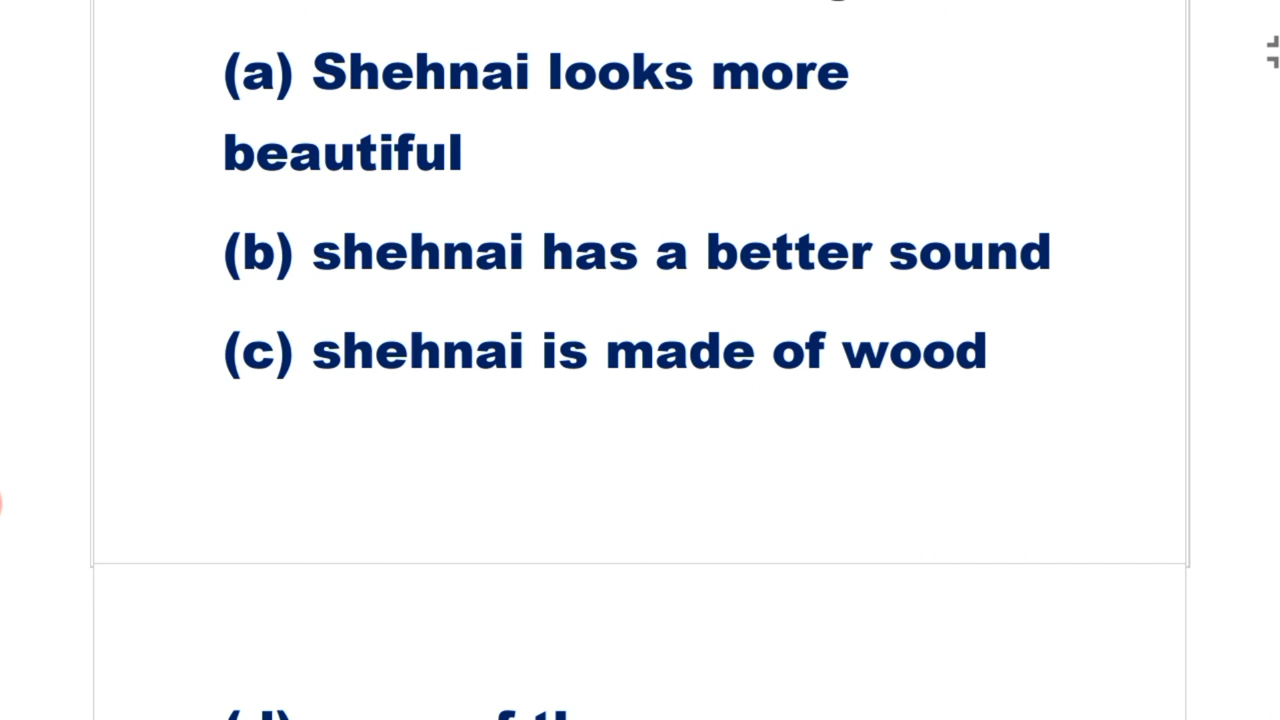 (a) Shehnai looks more
beautiful
(b) shehnai has a better sound
(c) shehnai is made of wood